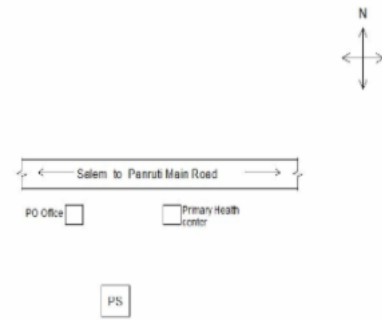 N
Salem to Panruti Main Road
PO Office
Primary Health
center
PS